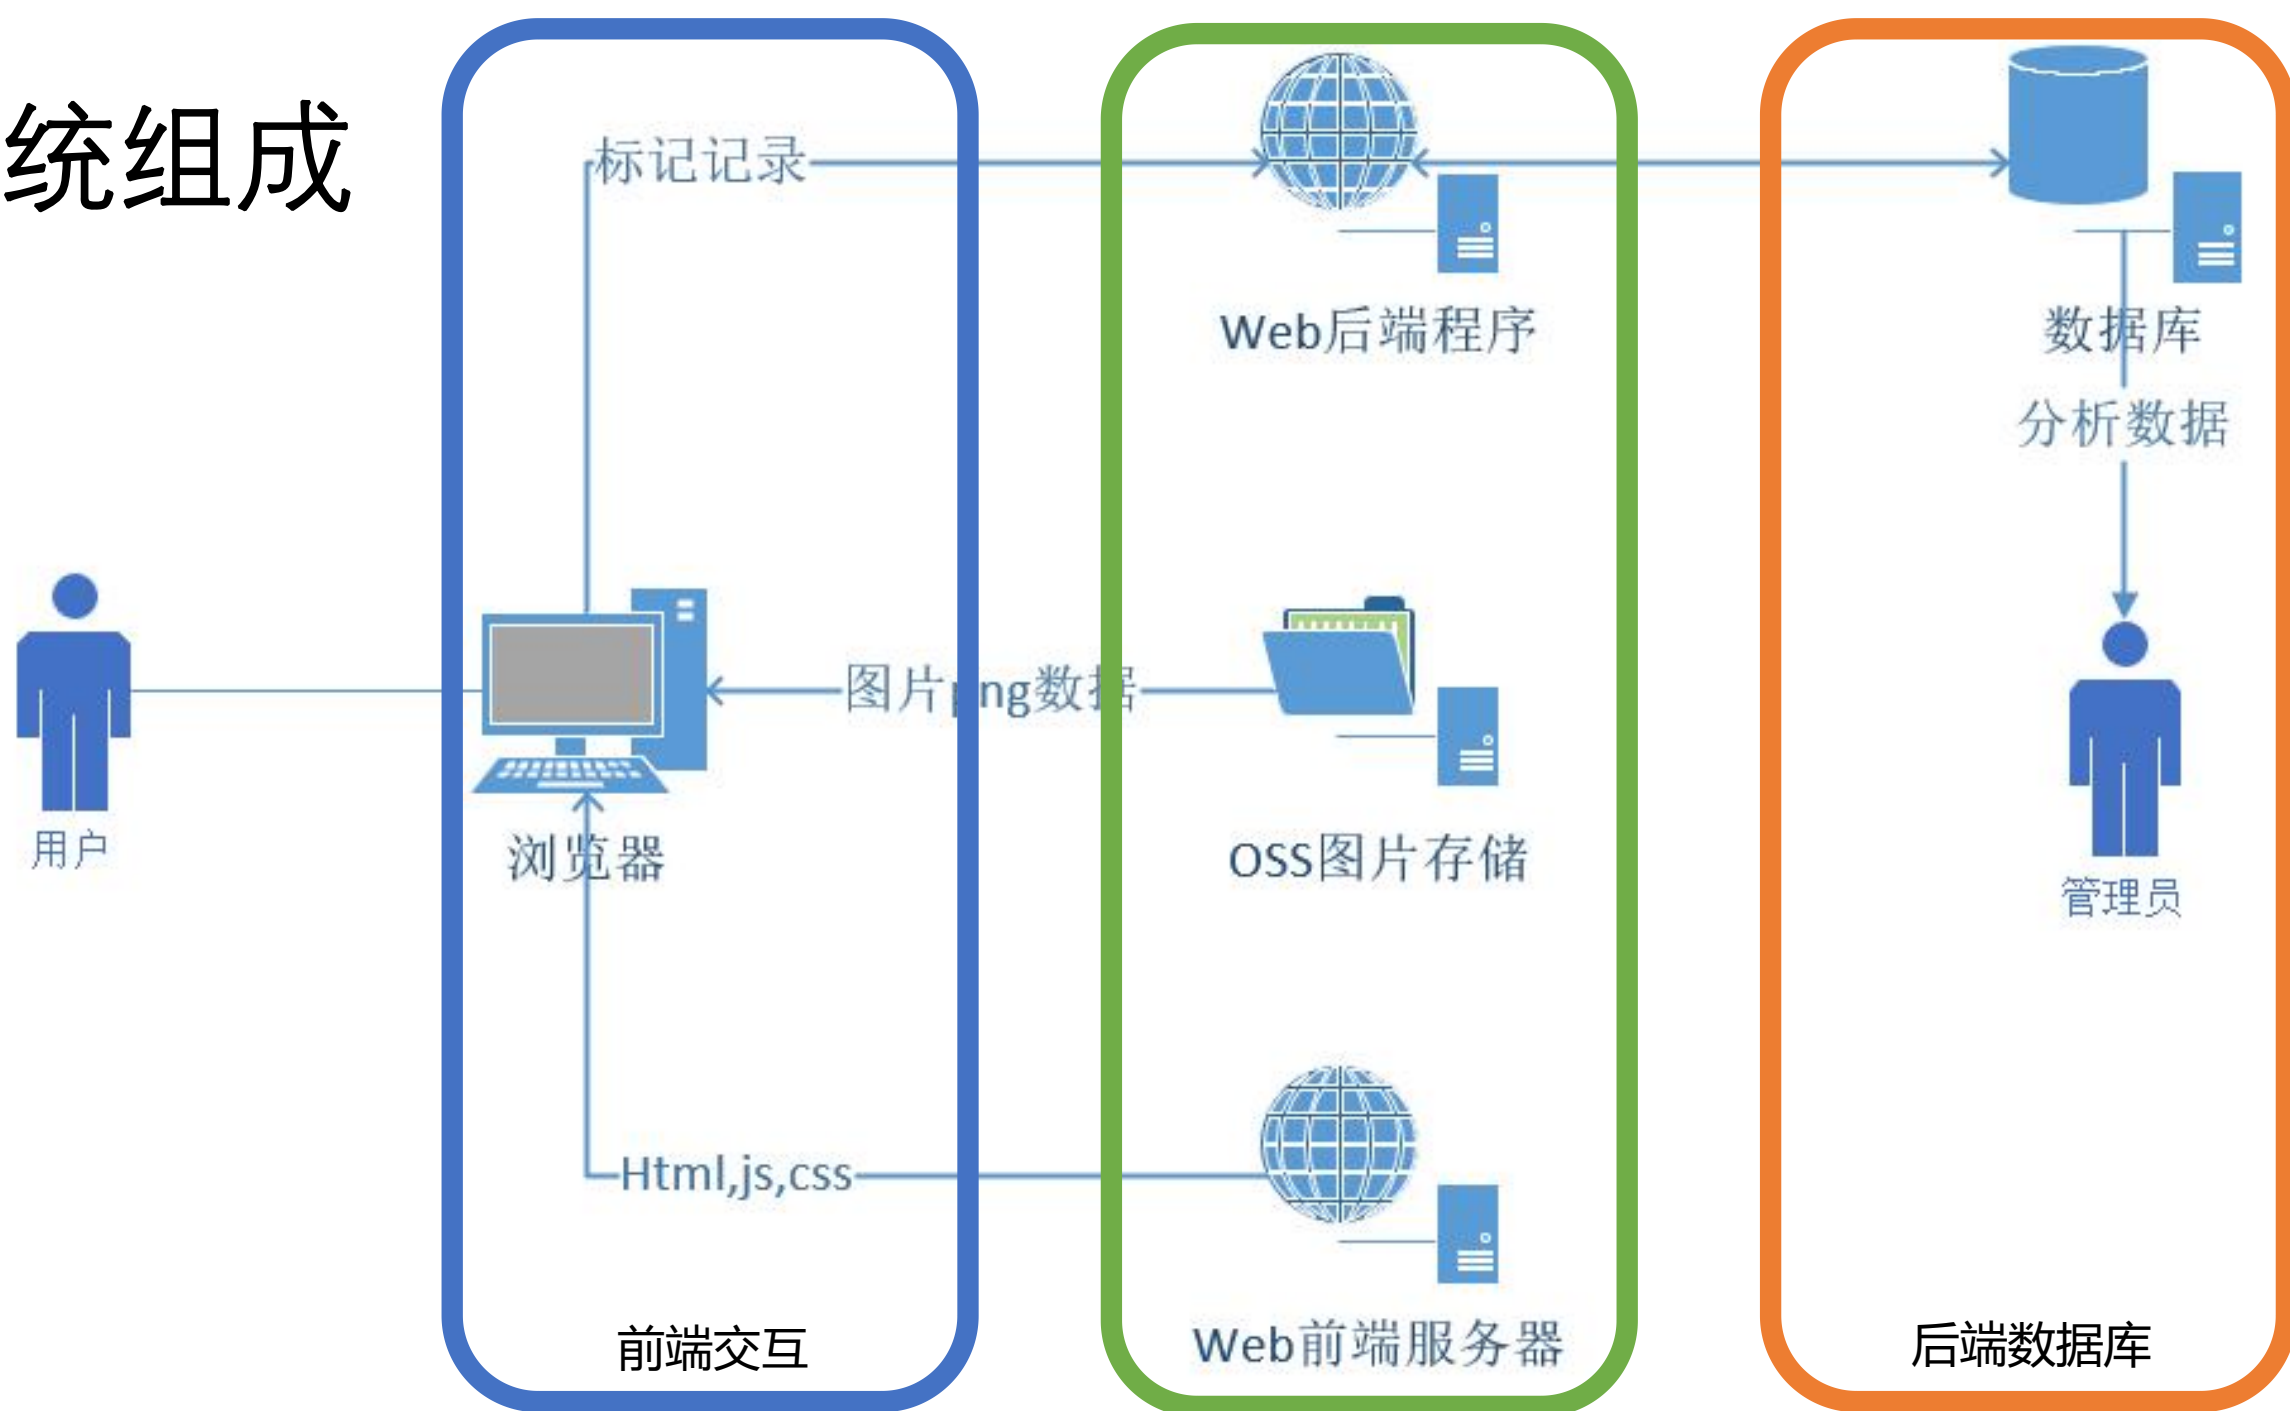 统组成
标记记录
Web后端程序
数据库
分析数据
图片png数据
用户
浏览器
OSS图片存储
管理员
Html,js,css
前端交互
Web前端服务器
后端数据库